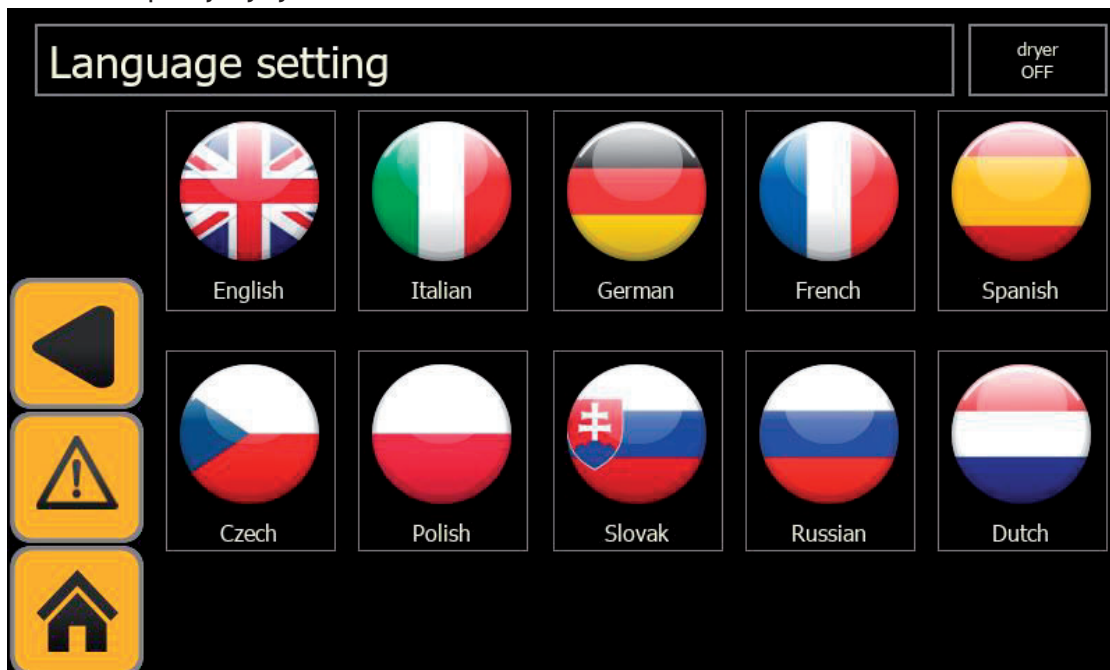 Language setting
dryer
OFF
English
Italian
German
French
Spanish
Czech
Polish
Slovak
Russian
Dutch